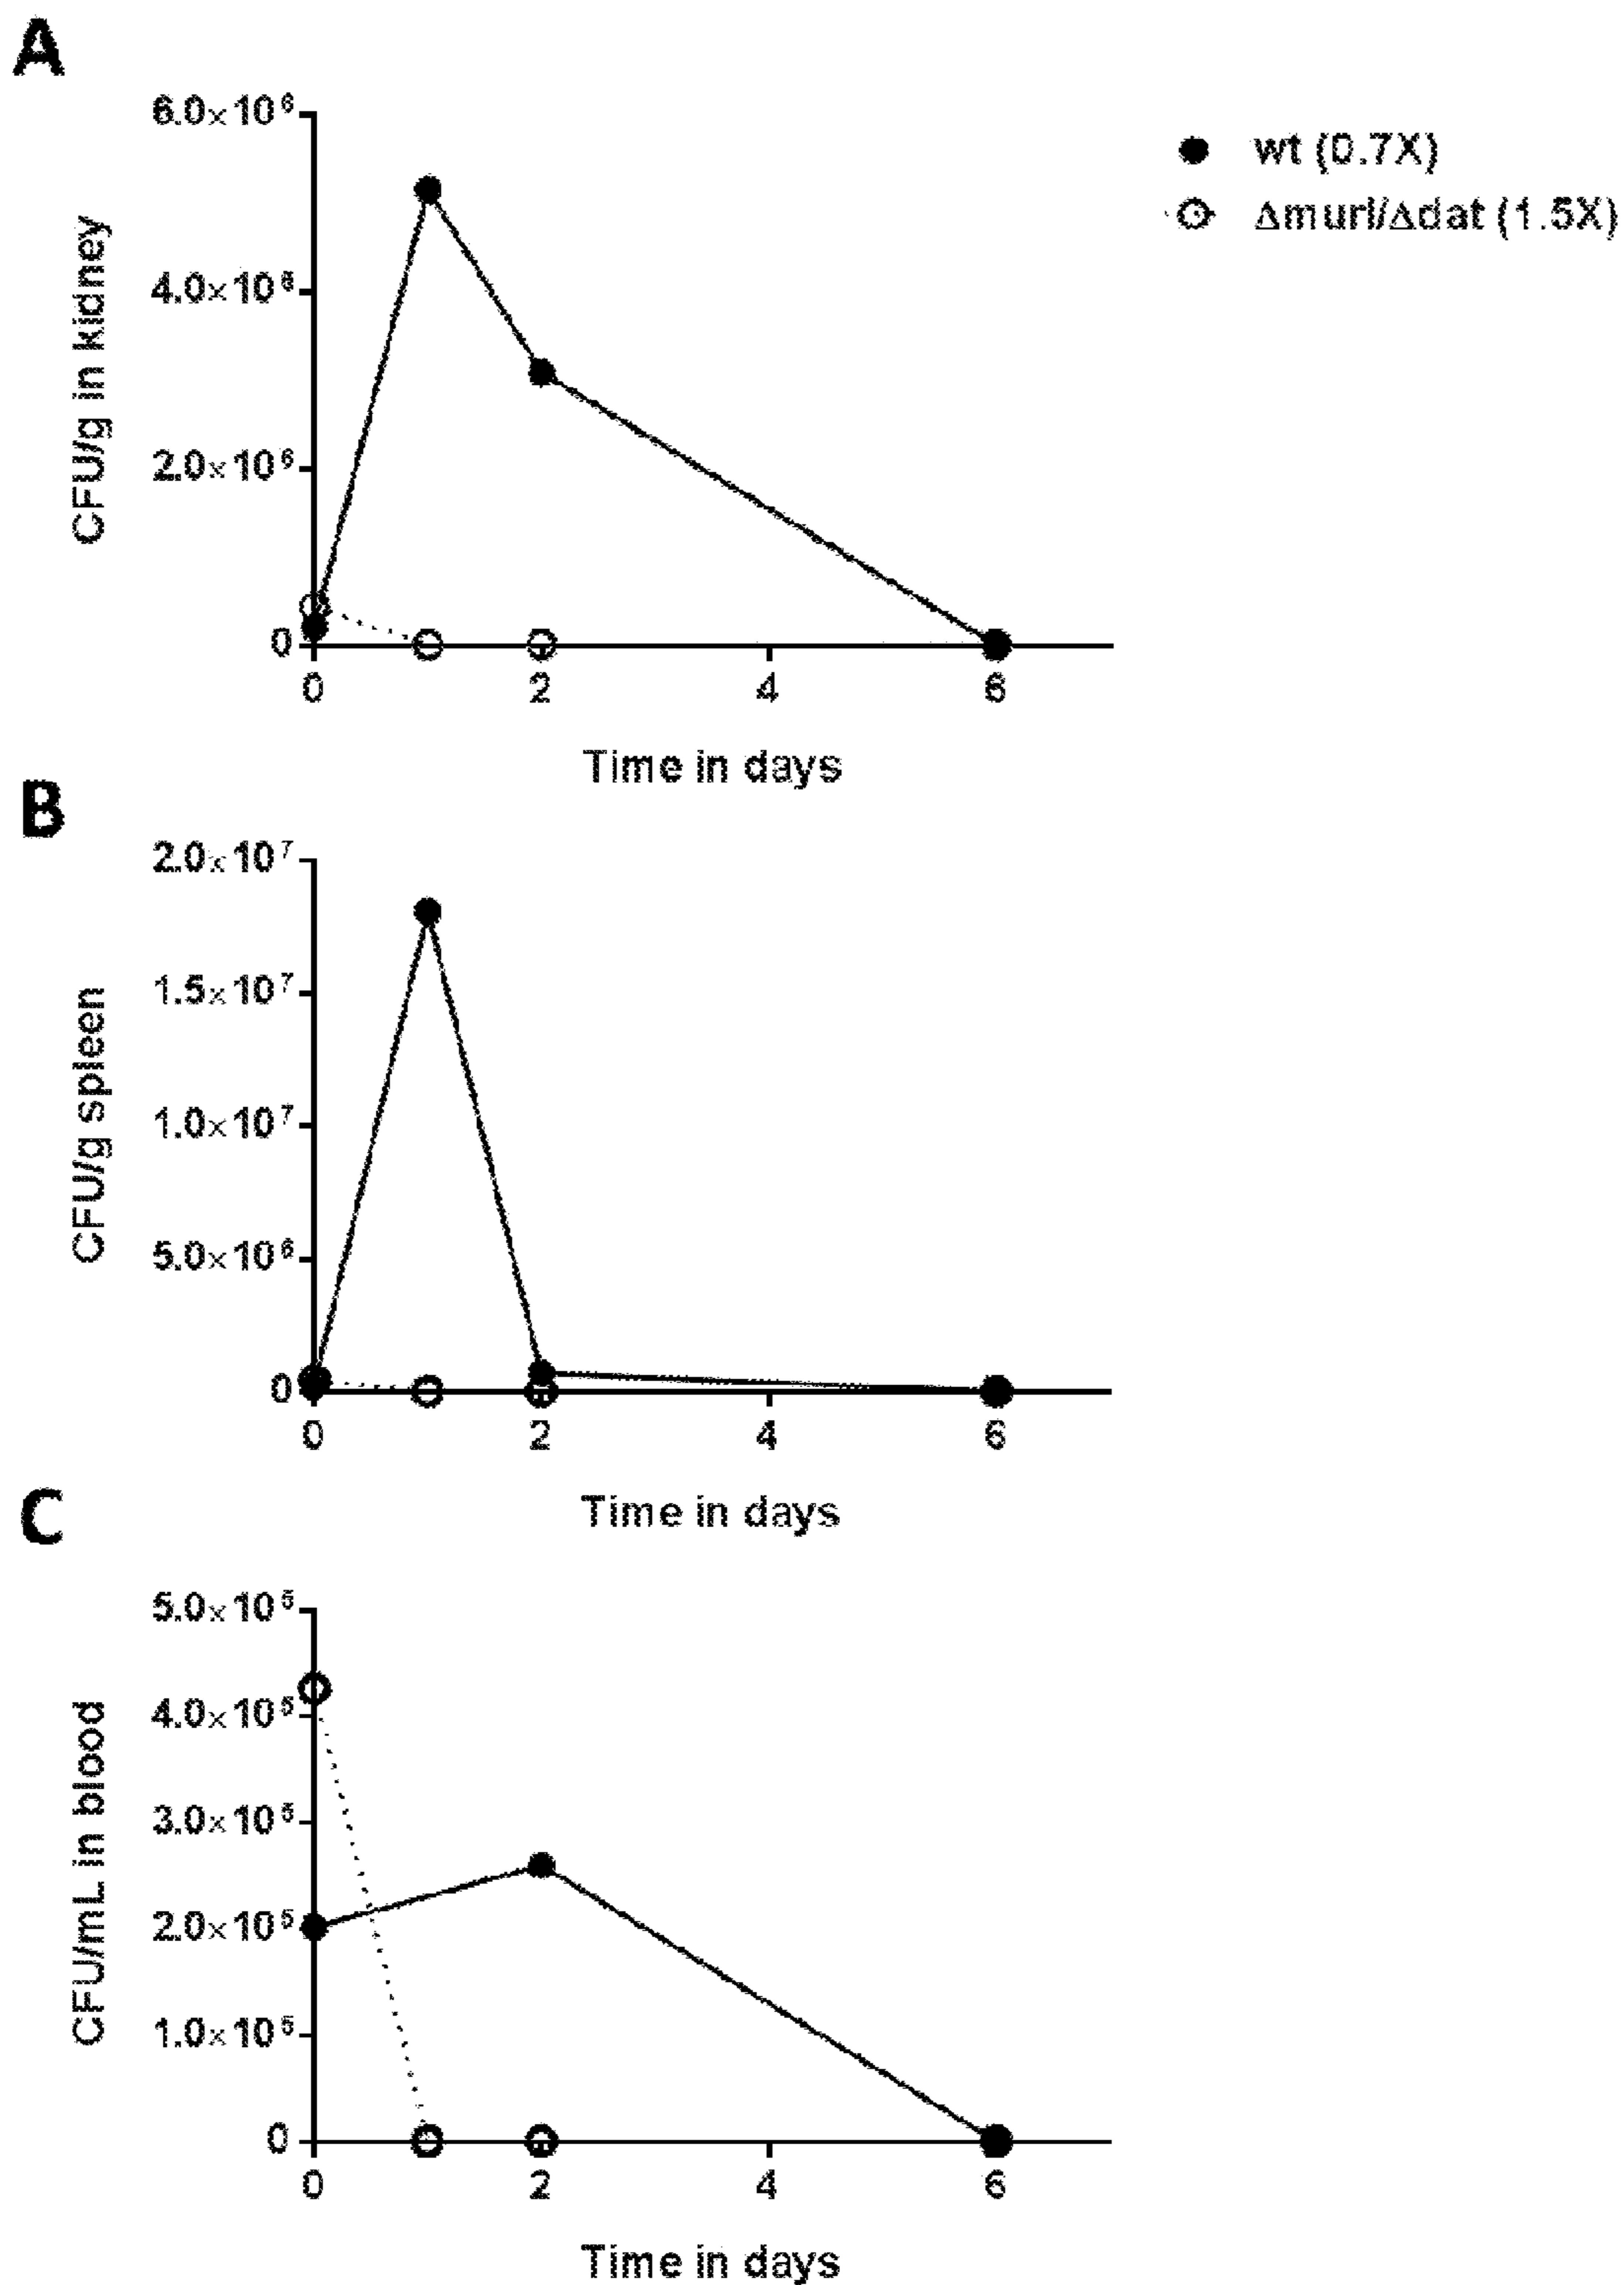 A
6.0×10⁶
4.0×10⁶
2.0×10⁶
0
CFU/g in kidney
0 2 4 6
Time in days
wt (0.7X)
ΔmurI/Δdat (1.5X)
B
2.0×10⁷
1.5×10⁷
1.0×10⁷
5.0×10⁶
0
CFU/g spleen
0 2 4 6
Time in days
C
5.0×10⁵
4.0×10⁵
3.0×10⁵
2.0×10⁵
1.0×10⁵
0
CFU/mL in blood
0 2 4 6
Time in days